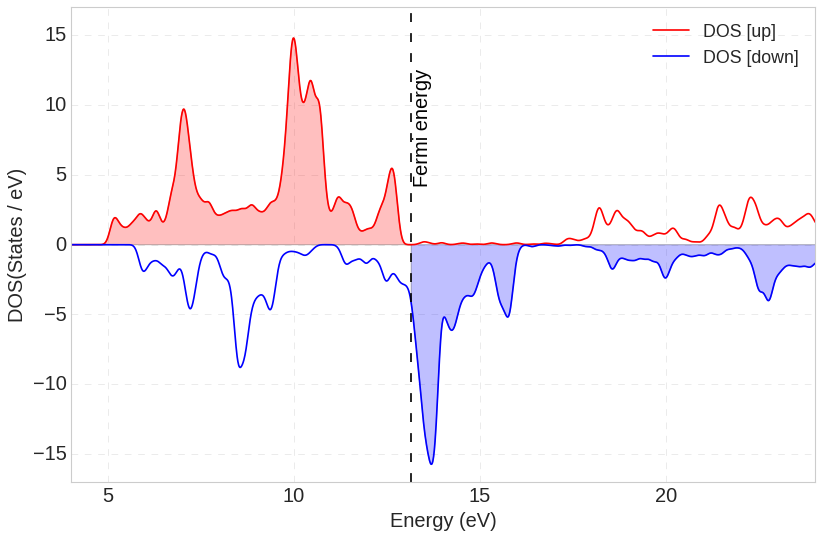 DOS [up]
DOS [down]
Fermi energy
DOS(States / eV)
15
10
5
0
−5
−10
−15
5
10
15
20
Energy (eV)